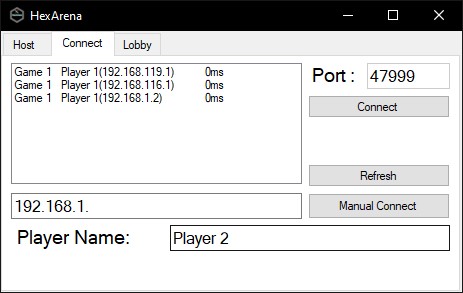 HexArena
Host Connect Lobby
Game 1 Player 1(192.168.119.1) 0ms
Game 1 Player 1(192.168.116.1) 0ms
Game 1 Player 1(192.168.1.2) 0ms
Port : 47999
Connect
Refresh
192.168.1. Manual Connect
Player Name: Player 2